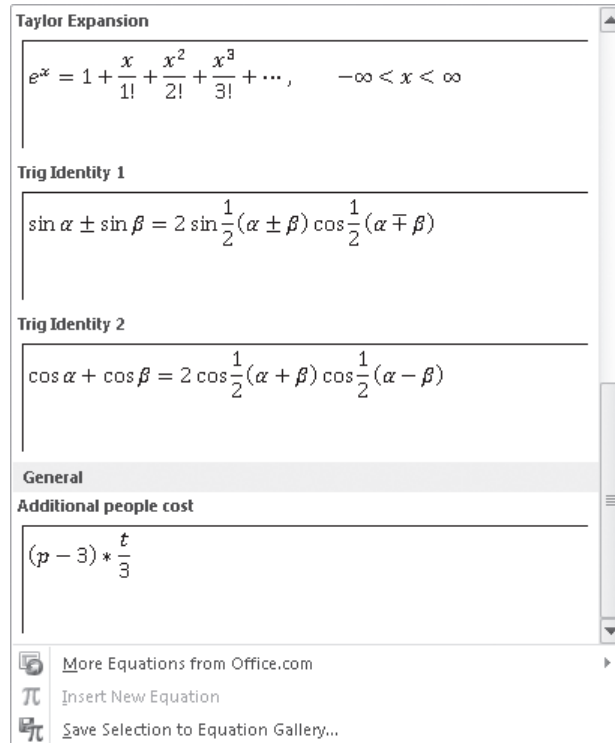 Taylor Expansion
e^x = 1 + x/1! + x²/2! + x³/3! + ⋯ , −∞ < x < ∞
Trig Identity 1
sin α ± sin β = 2 sin 1/2 (α ± β) cos 1/2 (α ∓ β)
Trig Identity 2
cos α + cos β = 2 cos 1/2 (α + β) cos 1/2 (α − β)
General
Additional people cost
(p − 3) ∗ t/3
More Equations from Office.com
π Insert New Equation
Save Selection to Equation Gallery...